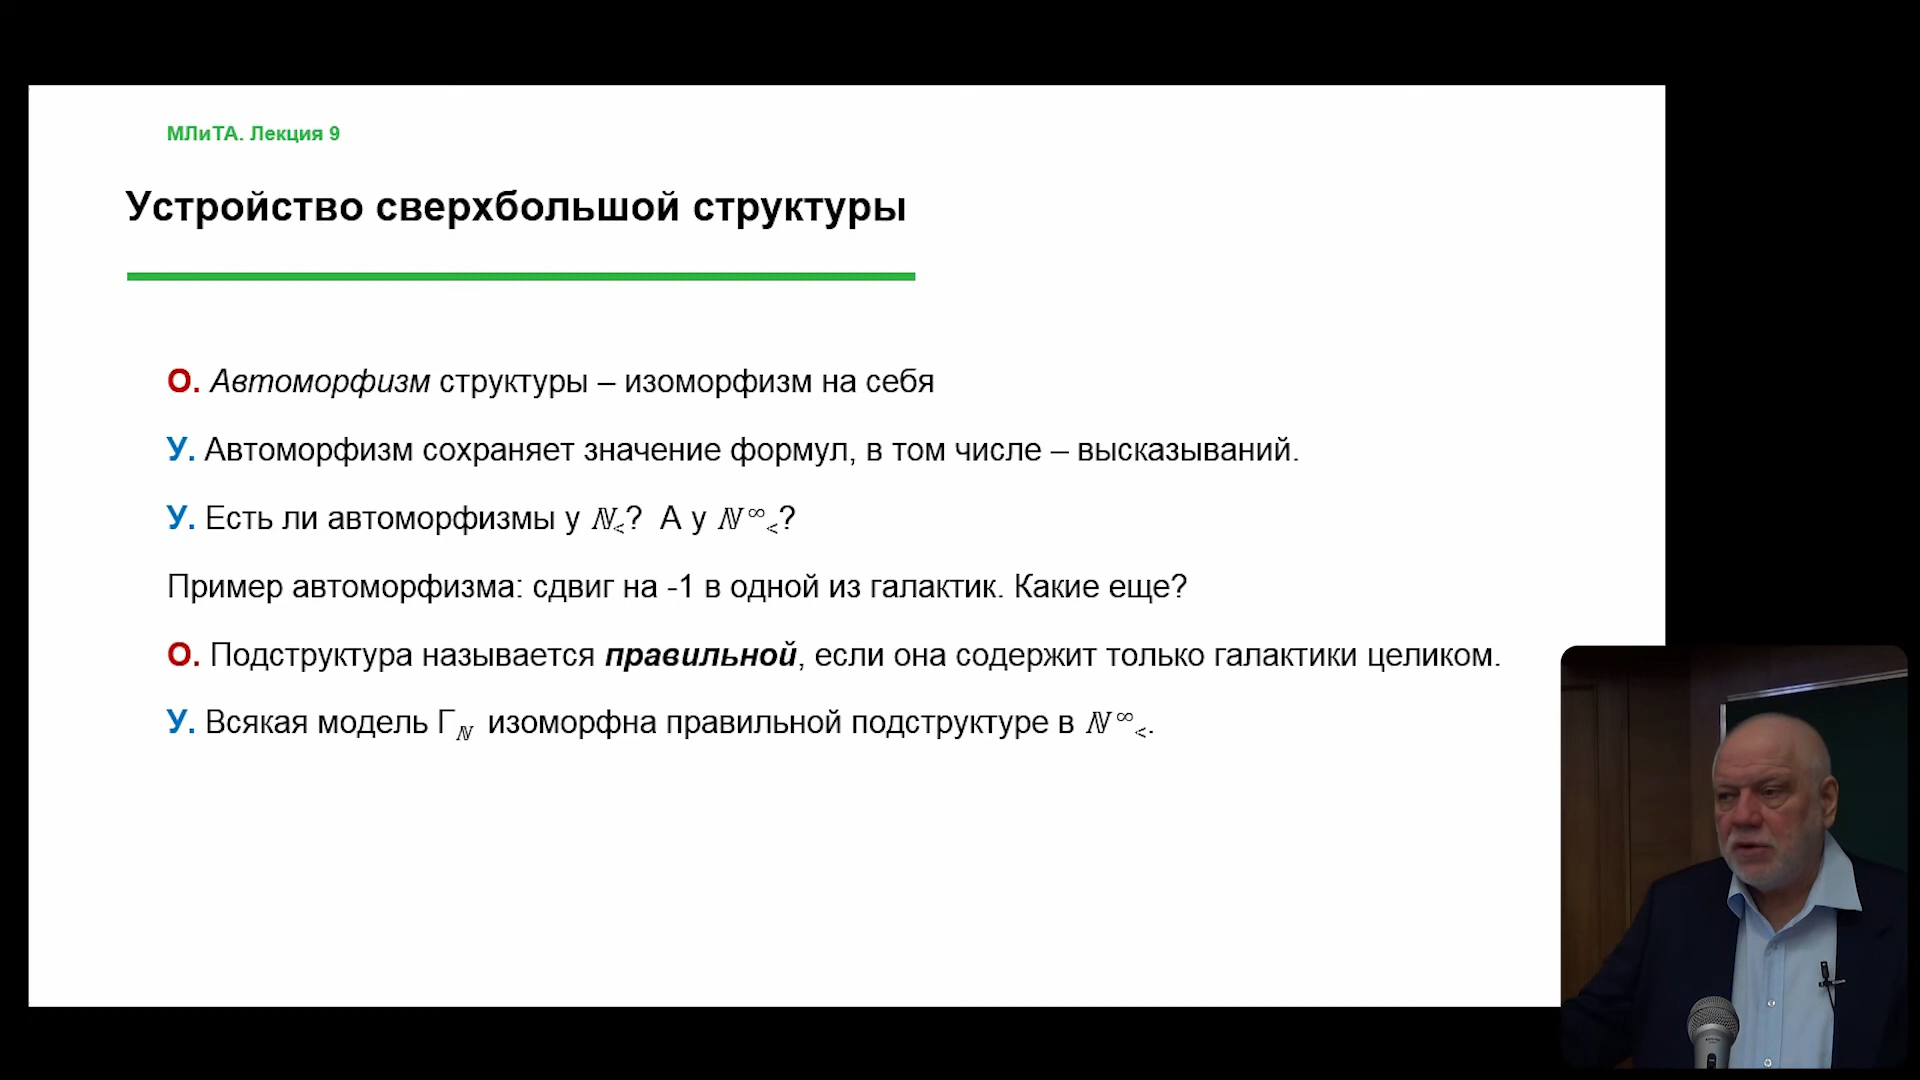 МЛиТА. Лекция 9
Устройство сверхбольшой структуры
О. Автоморфизм структуры – изоморфизм на себя
У. Автоморфизм сохраняет значение формул, в том числе – высказываний.
У. Есть ли автоморфизмы у ℕ<? А у ℕ∞<?
Пример автоморфизма: сдвиг на -1 в одной из галактик. Какие еще?
О. Подструктура называется правильной, если она содержит только галактики целиком.
У. Всякая модель Гℕ изоморфна правильной подструктуре в ℕ∞<.